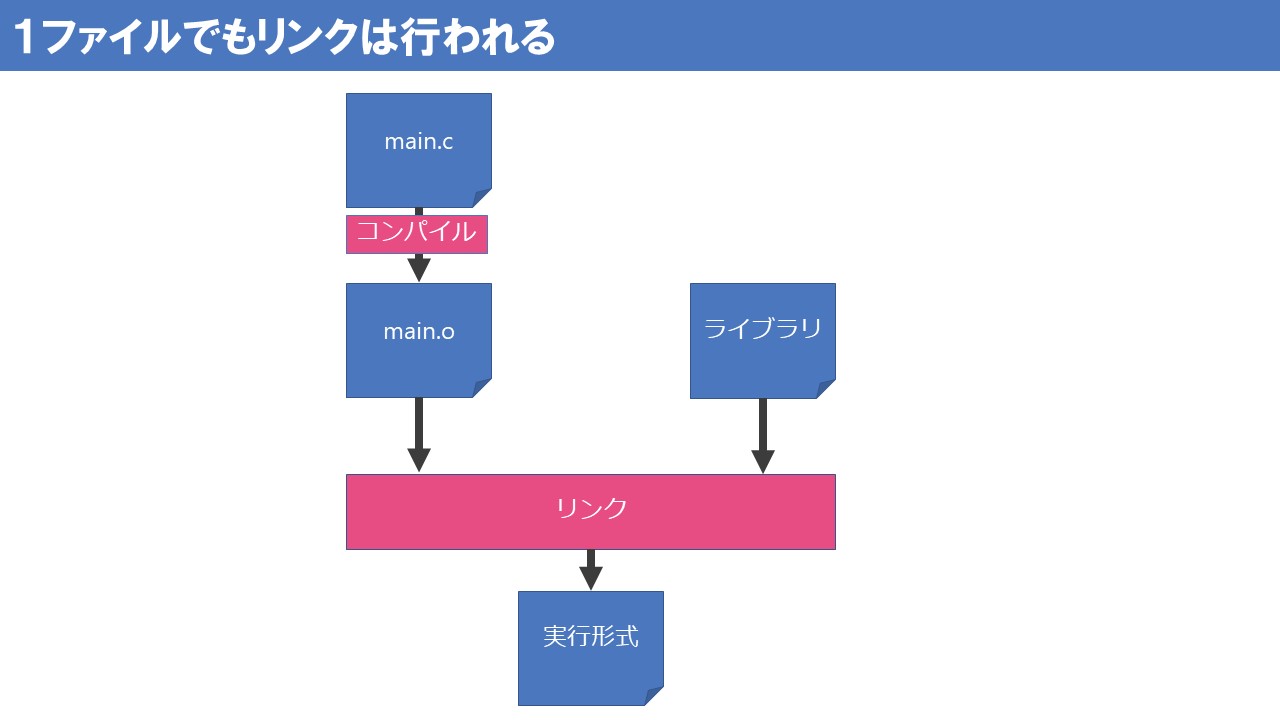 1ファイルでもリンクは行われる
main.c
コンパイル
main.o
ライブラリ
リンク
実行形式